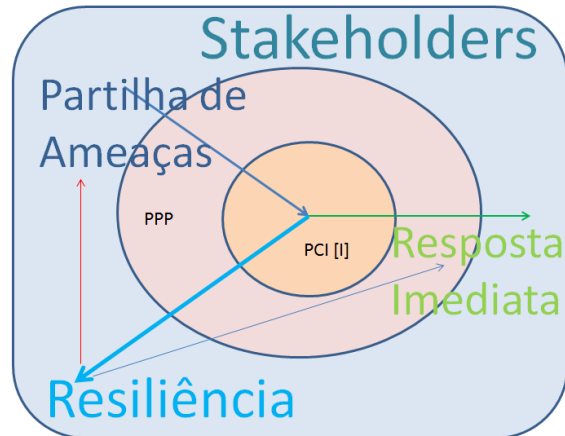 Stakeholders
Partilha de
Ameaças
PPP
PCI [I]
Resposta
Imediata
Resiliência